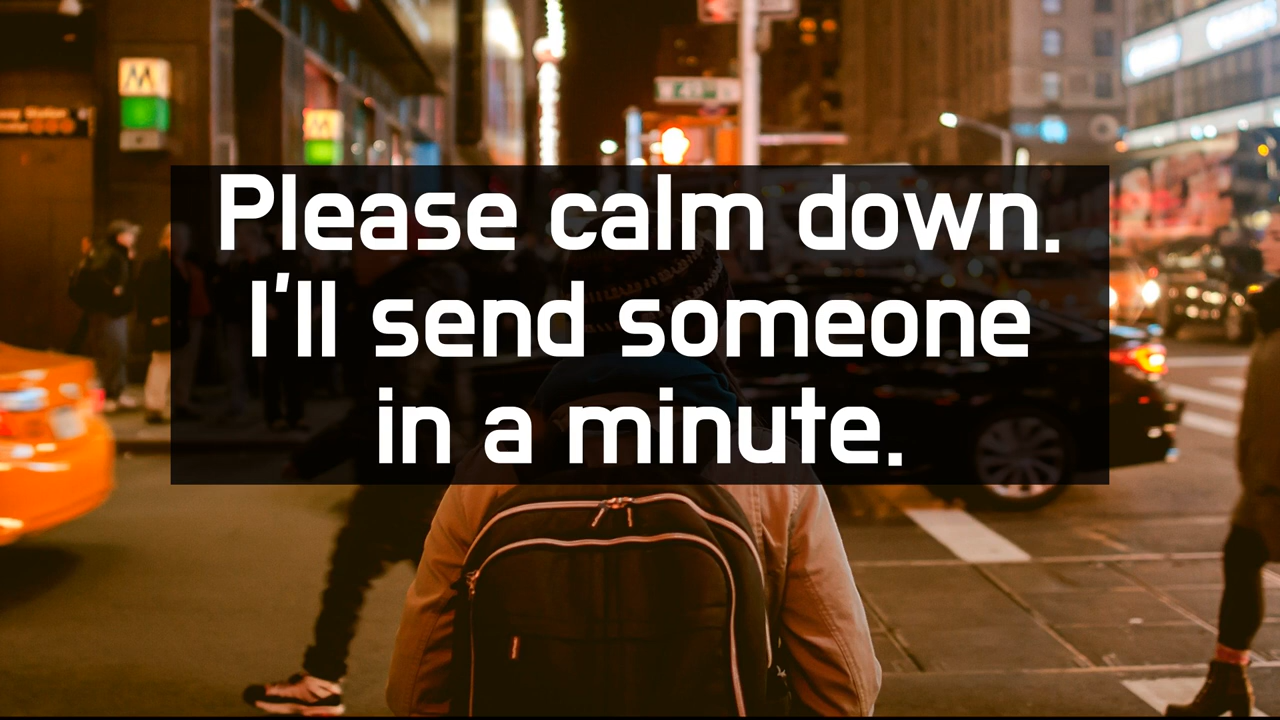 Please calm down.
I'll send someone
in a minute.